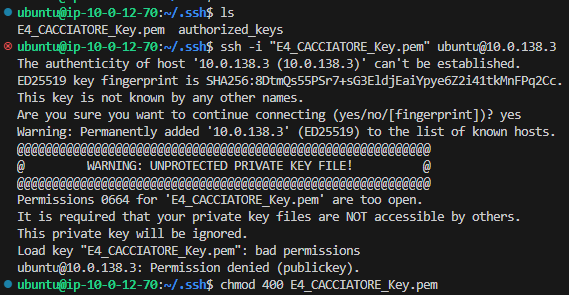 ubuntu@ip-10-0-12-70:~/.ssh$ ls
E4_CACCIATORE_Key.pem  authorized_keys
ubuntu@ip-10-0-12-70:~/.ssh$ ssh -i "E4_CACCIATORE_Key.pem" ubuntu@10.0.138.3
The authenticity of host '10.0.138.3 (10.0.138.3)' can't be established.
ED25519 key fingerprint is SHA256:8DtmQs55PSr7+sG3EldjEaiYpye6Z2i41tkMnFPq2Cc.
This key is not known by any other names.
Are you sure you want to continue connecting (yes/no/[fingerprint])? yes
Warning: Permanently added '10.0.138.3' (ED25519) to the list of known hosts.
@@@@@@@@@@@@@@@@@@@@@@@@@@@@@@@@@@@@@@@@@@@@@@@@@@@@@@@@@@@
@         WARNING: UNPROTECTED PRIVATE KEY FILE!          @
@@@@@@@@@@@@@@@@@@@@@@@@@@@@@@@@@@@@@@@@@@@@@@@@@@@@@@@@@@@
Permissions 0664 for 'E4_CACCIATORE_Key.pem' are too open.
It is required that your private key files are NOT accessible by others.
This private key will be ignored.
Load key "E4_CACCIATORE_Key.pem": bad permissions
ubuntu@10.0.138.3: Permission denied (publickey).
ubuntu@ip-10-0-12-70:~/.ssh$ chmod 400 E4_CACCIATORE_Key.pem